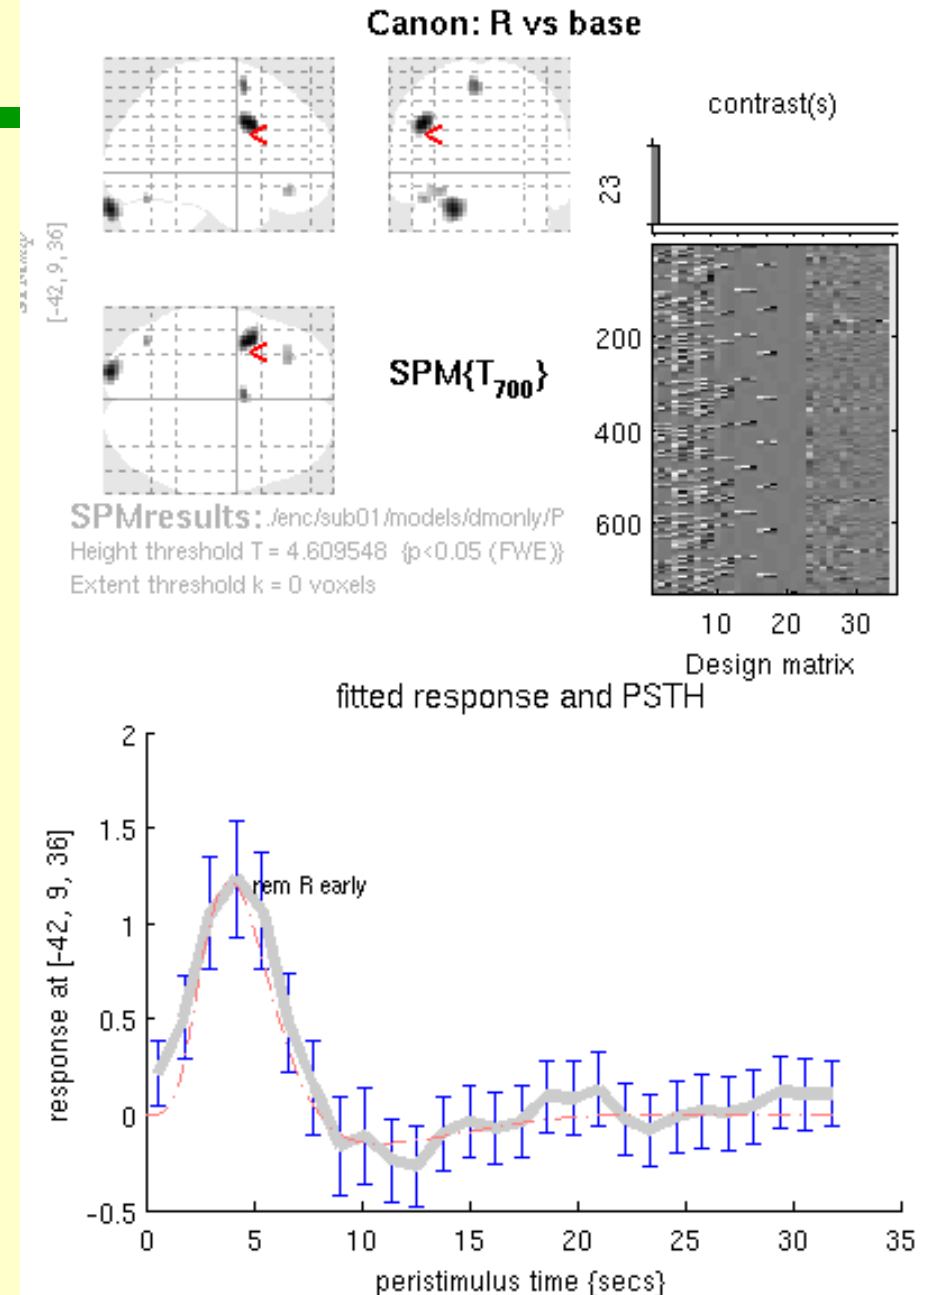 Canon: R vs base
contrast(s)
23
SPMmip
[-42, 9, 36]
<
<
<
SPM{T700}
200
400
600
10 20 30
Design matrix
SPMresults: ./enc/sub01/models/dmonly/P
Height threshold T = 4.609548 {p<0.05 (FWE)}
Extent threshold k = 0 voxels
fitted response and PSTH
response at [-42, 9, 36]
2
1.5
1
0.5
0
-0.5
rem R early
0 5 10 15 20 25 30 35
peristimulus time {secs}